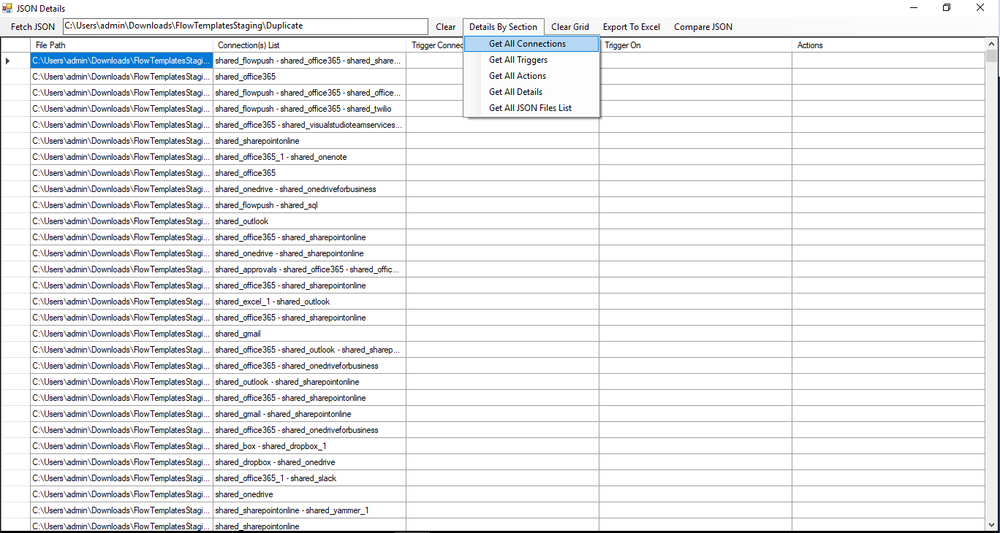 JSON Details
Fetch JSON C:\Users\admin\Downloads\FlowTemplatesStaging\Duplicate Clear Details By Section Clear Grid Export To Excel Compare JSON
Get All Connections
Get All Triggers
Get All Actions
Get All Details
Get All JSON Files List
File Path Connection(s) List Trigger Connec Trigger On Actions
C:\Users\admin\Downloads\FlowTemplatesStagi... shared_flowpush - shared_office365 - shared_share...
C:\Users\admin\Downloads\FlowTemplatesStagi... shared_office365
C:\Users\admin\Downloads\FlowTemplatesStagi... shared_flowpush - shared_office365 - shared_office...
C:\Users\admin\Downloads\FlowTemplatesStagi... shared_flowpush - shared_office365 - shared_twilio
C:\Users\admin\Downloads\FlowTemplatesStagi... shared_office365 - shared_visualstudioteamservices...
C:\Users\admin\Downloads\FlowTemplatesStagi... shared_sharepointonline
C:\Users\admin\Downloads\FlowTemplatesStagi... shared_office365_1 - shared_onenote
C:\Users\admin\Downloads\FlowTemplatesStagi... shared_office365
C:\Users\admin\Downloads\FlowTemplatesStagi... shared_onedrive - shared_onedriveforbusiness
C:\Users\admin\Downloads\FlowTemplatesStagi... shared_flowpush - shared_sql
C:\Users\admin\Downloads\FlowTemplatesStagi... shared_outlook
C:\Users\admin\Downloads\FlowTemplatesStagi... shared_office365 - shared_sharepointonline
C:\Users\admin\Downloads\FlowTemplatesStagi... shared_onedrive - shared_sharepointonline
C:\Users\admin\Downloads\FlowTemplatesStagi... shared_approvals - shared_office365 - shared_offic...
C:\Users\admin\Downloads\FlowTemplatesStagi... shared_office365 - shared_sharepointonline
C:\Users\admin\Downloads\FlowTemplatesStagi... shared_excel_1 - shared_outlook
C:\Users\admin\Downloads\FlowTemplatesStagi... shared_office365 - shared_sharepointonline
C:\Users\admin\Downloads\FlowTemplatesStagi... shared_gmail
C:\Users\admin\Downloads\FlowTemplatesStagi... shared_office365 - shared_outlook - shared_sharep...
C:\Users\admin\Downloads\FlowTemplatesStagi... shared_office365 - shared_onedriveforbusiness
C:\Users\admin\Downloads\FlowTemplatesStagi... shared_outlook - shared_sharepointonline
C:\Users\admin\Downloads\FlowTemplatesStagi... shared_office365 - shared_sharepointonline
C:\Users\admin\Downloads\FlowTemplatesStagi... shared_gmail - shared_sharepointonline
C:\Users\admin\Downloads\FlowTemplatesStagi... shared_office365 - shared_onedriveforbusiness
C:\Users\admin\Downloads\FlowTemplatesStagi... shared_box - shared_dropbox_1
C:\Users\admin\Downloads\FlowTemplatesStagi... shared_dropbox - shared_onedrive
C:\Users\admin\Downloads\FlowTemplatesStagi... shared_office365_1 - shared_slack
C:\Users\admin\Downloads\FlowTemplatesStagi... shared_onedrive
C:\Users\admin\Downloads\FlowTemplatesStagi... shared_sharepointonline - shared_yammer_1
C:\Users\admin\Downloads\FlowTemplatesStagi... shared_sharepointonline